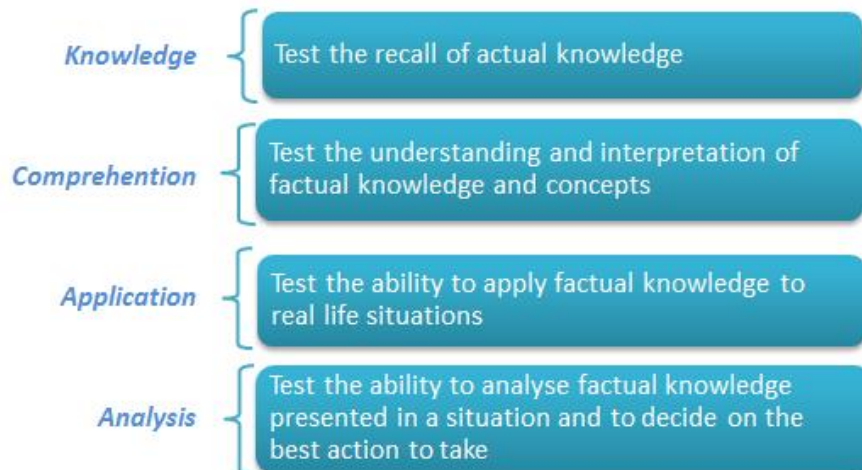 Knowledge
Test the recall of actual knowledge
Comprehention
Test the understanding and interpretation of
factual knowledge and concepts
Application
Test the ability to apply factual knowledge to
real life situations
Analysis
Test the ability to analyse factual knowledge
presented in a situation and to decide on the
best action to take